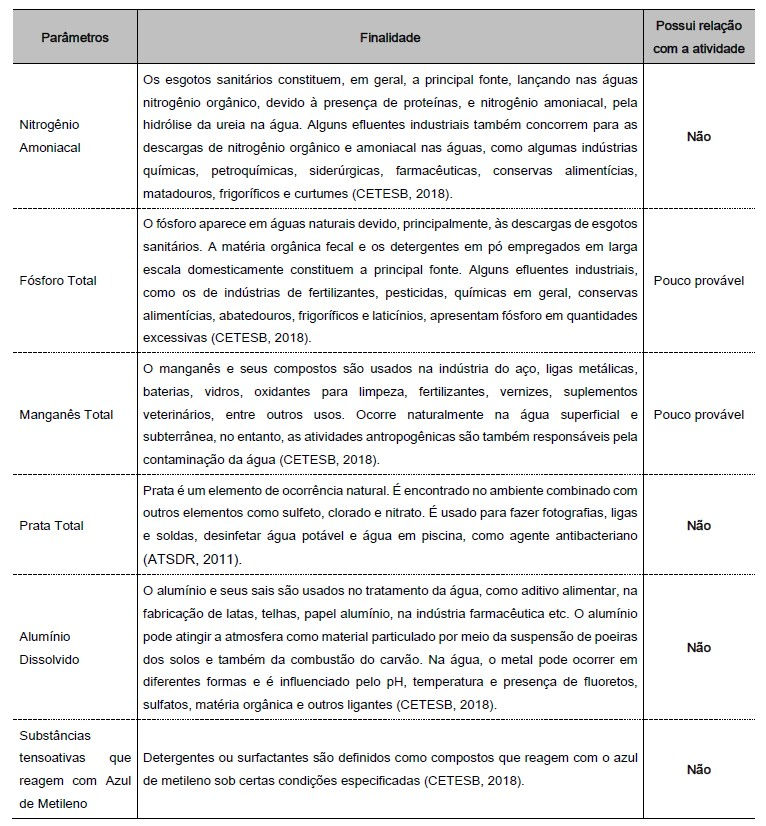 Parâmetros
Finalidade
Possui relação
com a atividade
Nitrogênio
Amoniacal
Os esgotos sanitários constituem, em geral, a principal fonte, lançando nas águas
nitrogênio orgânico, devido à presença de proteínas, e nitrogênio amoniacal, pela
hidrólise da ureia na água. Alguns efluentes industriais também concorrem para as
descargas de nitrogênio orgânico e amoniacal nas águas, como algumas indústrias
químicas, petroquímicas, siderúrgicas, farmacêuticas, conservas alimentícias,
matadouros, frigoríficos e curtumes (CETESB, 2018).
Não
Fósforo Total
O fósforo aparece em águas naturais devido, principalmente, às descargas de esgotos
sanitários. A matéria orgânica fecal e os detergentes em pó empregados em larga
escala domesticamente constituem a principal fonte. Alguns efluentes industriais,
como os de indústrias de fertilizantes, pesticidas, químicas em geral, conservas
alimentícias, abatedouros, frigoríficos e laticínios, apresentam fósforo em quantidades
excessivas (CETESB, 2018).
Pouco provável
Manganês Total
O manganês e seus compostos são usados na indústria do aço, ligas metálicas,
baterias, vidros, oxidantes para limpeza, fertilizantes, vernizes, suplementos
veterinários, entre outros usos. Ocorre naturalmente na água superficial e
subterrânea, no entanto, as atividades antropogênicas são também responsáveis pela
contaminação da água (CETESB, 2018).
Pouco provável
Prata Total
Prata é um elemento de ocorrência natural. É encontrado no ambiente combinado com
outros elementos como sulfeto, clorado e nitrato. É usado para fazer fotografias, ligas
e soldas, desinfetar água potável e água em piscina, como agente antibacteriano
(ATSDR, 2011).
Não
Alumínio
Dissolvido
O alumínio e seus sais são usados no tratamento da água, como aditivo alimentar, na
fabricação de latas, telhas, papel alumínio, na indústria farmacêutica etc. O alumínio
pode atingir a atmosfera como material particulado por meio da suspensão de poeiras
dos solos e também da combustão do carvão. Na água, o metal pode ocorrer em
diferentes formas e é influenciado pelo pH, temperatura e presença de fluoretos,
sulfatos, matéria orgânica e outros ligantes (CETESB, 2018).
Não
Substâncias
tensoativas que
reagem com Azul
de Metileno
Detergentes ou surfactantes são definidos como compostos que reagem com o azul
de metileno sob certas condições especificadas (CETESB, 2018).
Não